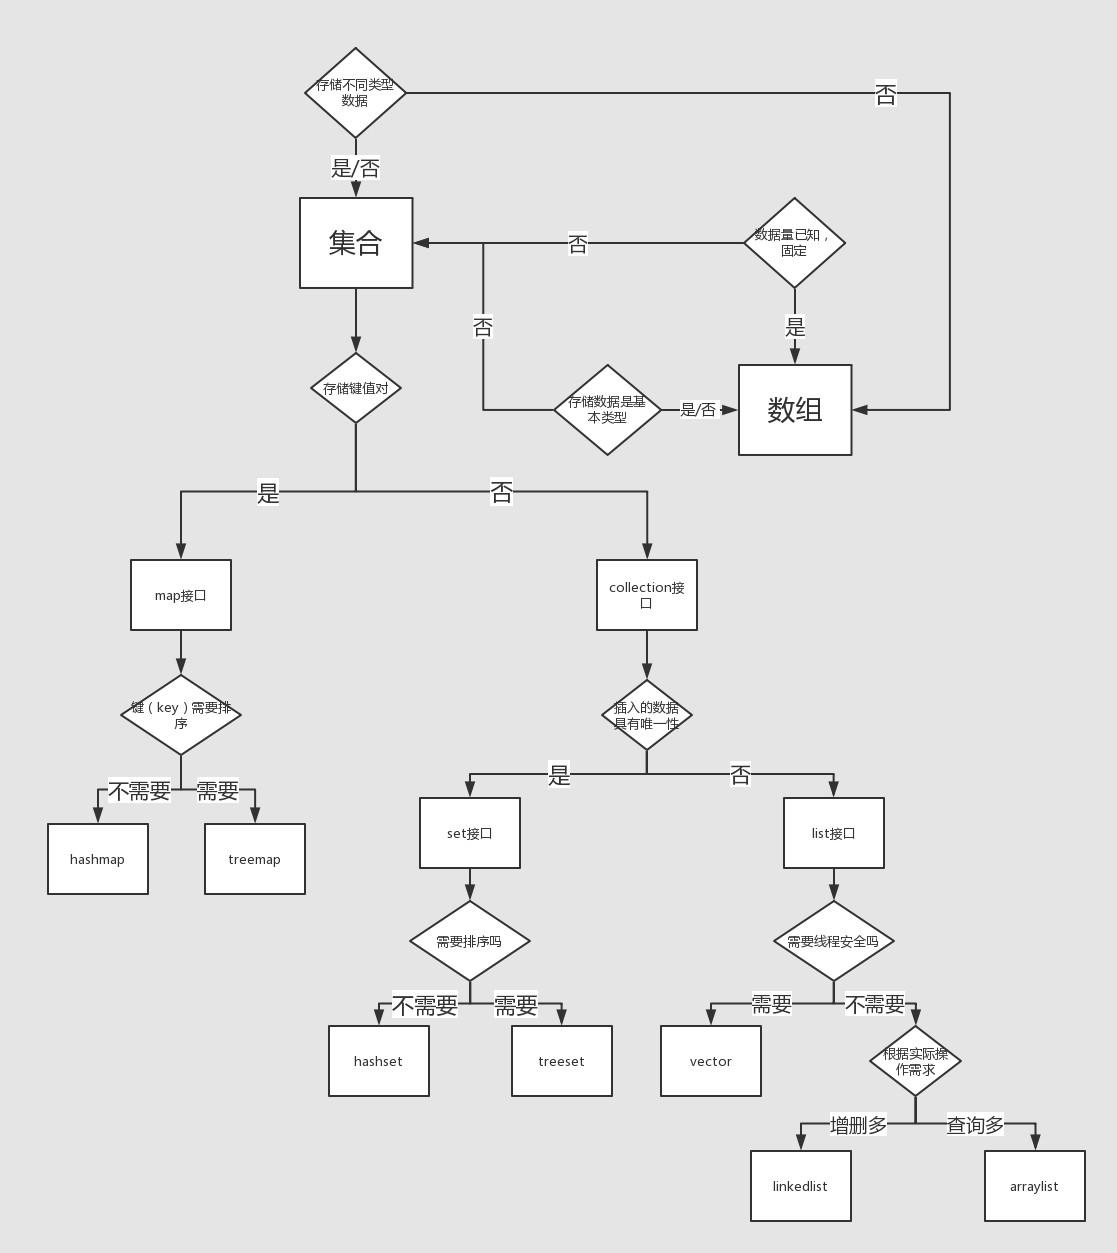 存储不同类型
数据
否
是/否
集合
数据量已知，
固定
否
否
是
存储键值对
存储数据是基
本类型
是/否
数组
是
否
map接口
collection接
口
键（key）需要排
序
插入的数据
具有唯一性
不需要
需要
是
否
hashmap
treemap
set接口
list接口
需要排序吗
需要线程安全吗
不需要
需要
需要
不需要
hashset
treeset
vector
根据实际操
作需求
增删多
查询多
linkedlist
arraylist